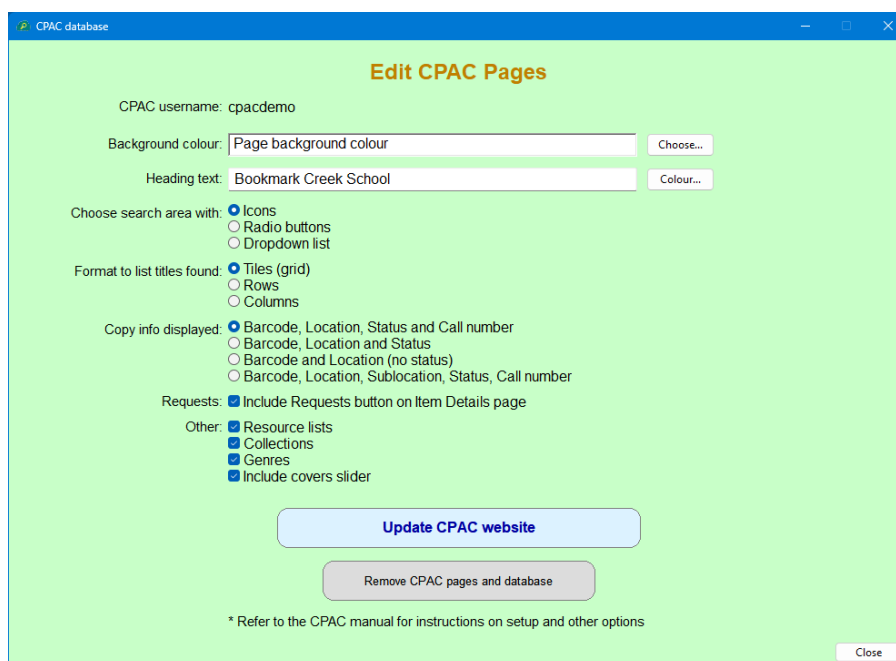 CPAC database
Edit CPAC Pages
CPAC username: cpacdemo
Background colour: Page background colour Choose...
Heading text: Bookmark Creek School Colour...
Choose search area with: Icons
Radio buttons
Dropdown list
Format to list titles found: Tiles (grid)
Rows
Columns
Copy info displayed: Barcode, Location, Status and Call number
Barcode, Location and Status
Barcode and Location (no status)
Barcode, Location, Sublocation, Status, Call number
Requests: Include Requests button on Item Details page
Other: Resource lists
Collections
Genres
Include covers slider
Update CPAC website
Remove CPAC pages and database
* Refer to the CPAC manual for instructions on setup and other options
Close